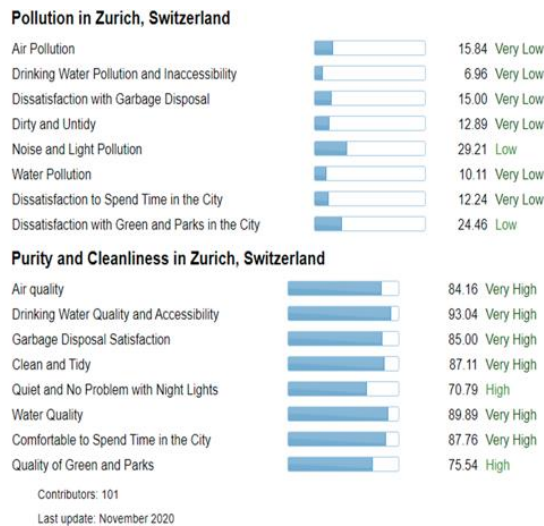 Pollution in Zurich, Switzerland
Air Pollution 15.84 Very Low
Drinking Water Pollution and Inaccessibility 6.96 Very Low
Dissatisfaction with Garbage Disposal 15.00 Very Low
Dirty and Untidy 12.89 Very Low
Noise and Light Pollution 29.21 Low
Water Pollution 10.11 Very Low
Dissatisfaction to Spend Time in the City 12.24 Very Low
Dissatisfaction with Green and Parks in the City 24.46 Low
Purity and Cleanliness in Zurich, Switzerland
Air quality 84.16 Very High
Drinking Water Quality and Accessibility 93.04 Very High
Garbage Disposal Satisfaction 85.00 Very High
Clean and Tidy 87.11 Very High
Quiet and No Problem with Night Lights 70.79 High
Water Quality 89.89 Very High
Comfortable to Spend Time in the City 87.76 Very High
Quality of Green and Parks 75.54 High
Contributors: 101
Last update: November 2020